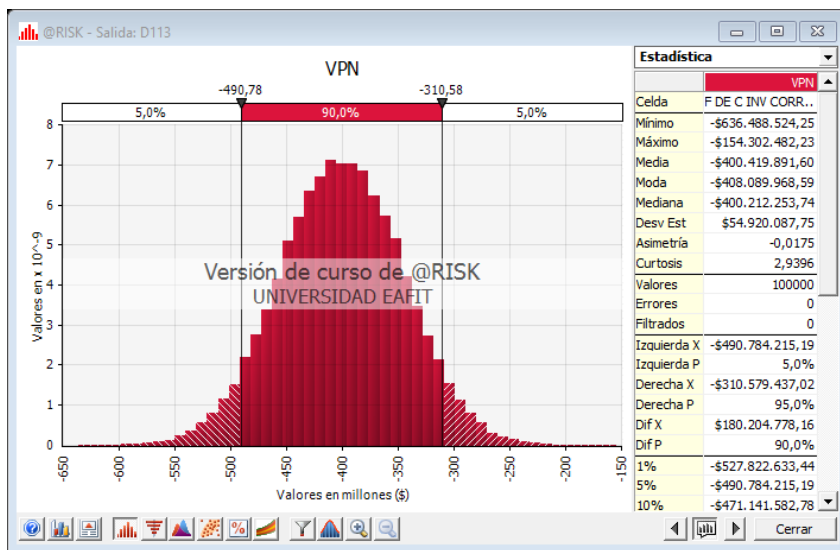 @RISK - Salida: D113
VPN
-490,78
-310,58
5,0%
90,0%
5,0%
8
7
6
5
4
3
2
1
0
Valores en x 10^-9
Versión de curso de @RISK
UNIVERSIDAD EAFIT
-650
-600
-550
-500
-450
-400
-350
-300
-250
-200
-150
Valores en millones ($)
Estadística
VPN
Celda F DE C INV CORR...
Mínimo -$636.488.524,25
Máximo -$154.302.482,23
Media -$400.419.891,60
Moda -$408.089.968,59
Mediana -$400.212.253,74
Desv Est $54.920.087,75
Asimetría -0,0175
Curtosis 2,9396
Valores 100000
Errores 0
Filtrados 0
Izquierda X -$490.784.215,19
Izquierda P 5,0%
Derecha X -$310.579.437,02
Derecha P 95,0%
Dif X $180.204.778,16
Dif P 90,0%
1% -$527.822.633,44
5% -$490.784.215,19
10% -$471.141.582,78
Cerrar